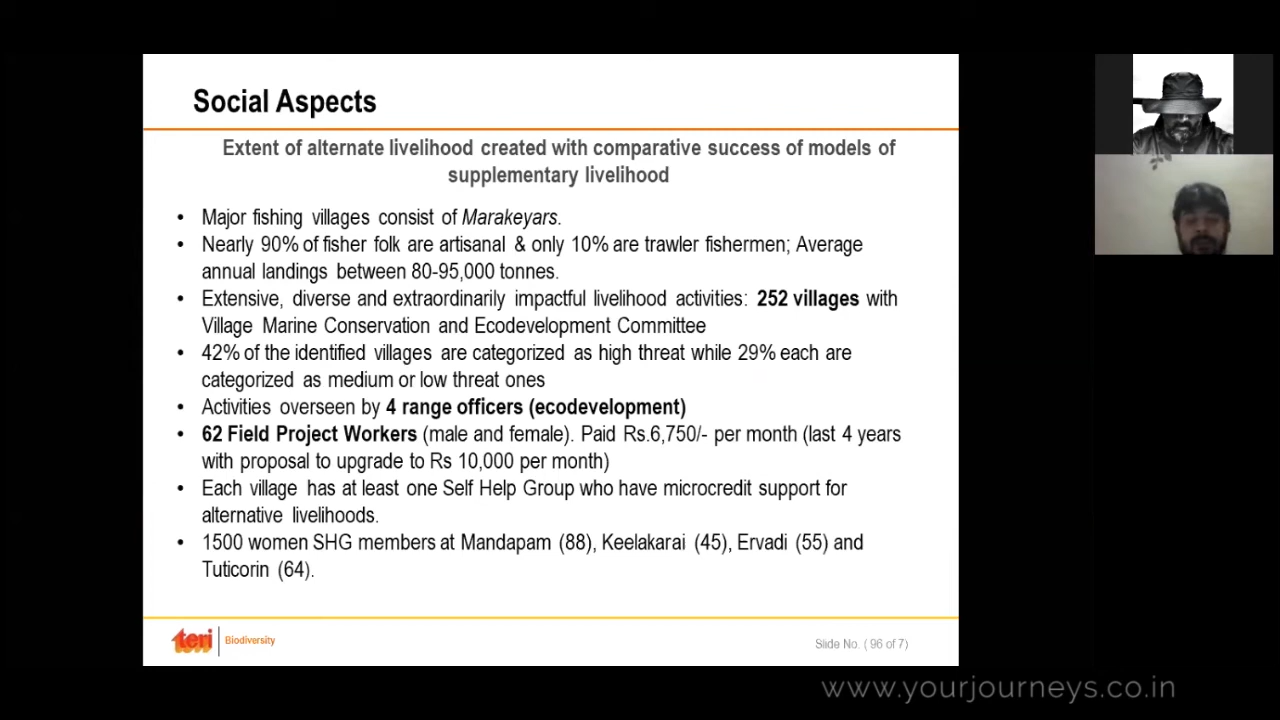 Social Aspects
Extent of alternate livelihood created with comparative success of models of
supplementary livelihood
• Major fishing villages consist of Marakeyars.
• Nearly 90% of fisher folk are artisanal & only 10% are trawler fishermen; Average
annual landings between 80-95,000 tonnes.
• Extensive, diverse and extraordinarily impactful livelihood activities: 252 villages with
Village Marine Conservation and Ecodevelopment Committee
• 42% of the identified villages are categorized as high threat while 29% each are
categorized as medium or low threat ones
• Activities overseen by 4 range officers (ecodevelopment)
• 62 Field Project Workers (male and female). Paid Rs.6,750/- per month (last 4 years
with proposal to upgrade to Rs 10,000 per month)
• Each village has at least one Self Help Group who have microcredit support for
alternative livelihoods.
• 1500 women SHG members at Mandapam (88), Keelakarai (45), Ervadi (55) and
Tuticorin (64).
teri Biodiversity
Slide No. ( 96 of 7)
www.yourjourneys.co.in